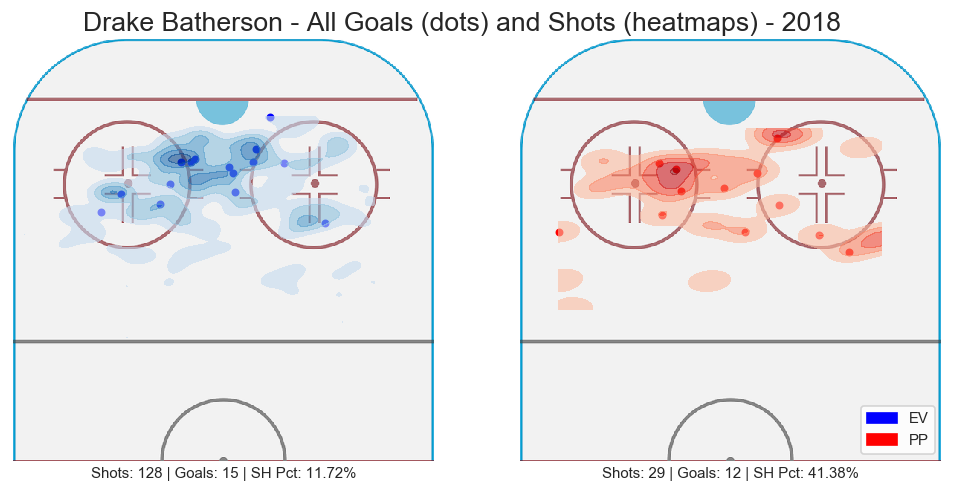 Drake Batherson - All Goals (dots) and Shots (heatmaps) - 2018
EV
PP
Shots: 128 | Goals: 15 | SH Pct: 11.72%
Shots: 29 | Goals: 12 | SH Pct: 41.38%